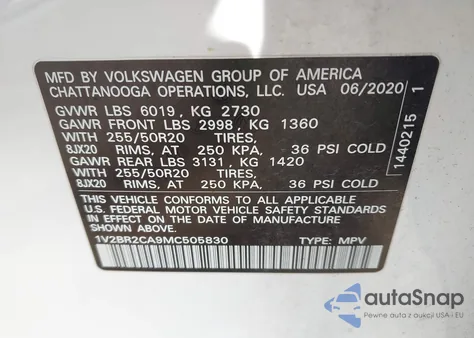 MFD BY VOLKSWAGEN GROUP OF AMERICA
CHATTANOOGA OPERATIONS, LLC. USA 06/2020
GVWR LBS 6019, KG 2730
GAWR FRONT LBS 2998, KG 1360
WITH 255/50R20 TIRES,
8JX20 RIMS, AT 250 KPA, 36 PSI COLD
GAWR REAR LBS 3131, KG 1420
WITH 255/50R20 TIRES,
8JX20 RIMS, AT 250 KPA, 36 PSI COLD
THIS VEHICLE CONFORMS TO ALL APPLICABLE
U.S. FEDERAL MOTOR VEHICLE SAFETY STANDARDS
IN EFFECT ON THE DATE OF MANUFACTURE
SHOWN ABOVE.
1V2BR2CA9MC505830 TYPE: MPV
1440215 1
autoSnap
Pewne auta z USA i EU